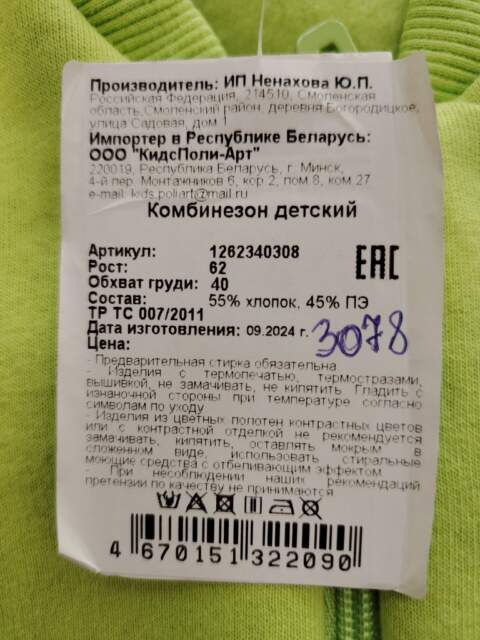 Производитель: ИП Ненахова Ю.П.
Российская Федерация, 214510, Смоленская
область, Смоленский район, деревня Богородицкое,
улица Садовая, дом 1
Импортер в Республике Беларусь:
ООО "КидсПоли-Арт"
220019, Республика Беларусь, г. Минск,
4-й пер. Монтажников 6, кор 2, пом 8, ком 27
e-mail: kids.poliart@mail.ru
Комбинезон детский
Артикул: 1262340308
Рост: 62
Обхват груди: 40
Состав: 55% хлопок, 45% ПЭ
ТР ТС 007/2011
EAC
Дата изготовления: 09.2024 г.
Цена: 3078
- Предварительная стирка обязательна
- Изделия с термопечатью, термостразами,
вышивкой, не замачивать, не кипятить. Гладить с
изнаночной стороны при температуре согласно
символам по уходу
- Изделия из цветных полотен контрастных цветов
или с контрастной отделкой не рекомендуется
замачивать, кипятить, оставлять мокрым в
сложенном виде, использовать стиральные
моющие средства с отбеливающим эффектом
- При несоблюдении наших рекомендаций
претензии по качеству не принимаются
4 670151 322090